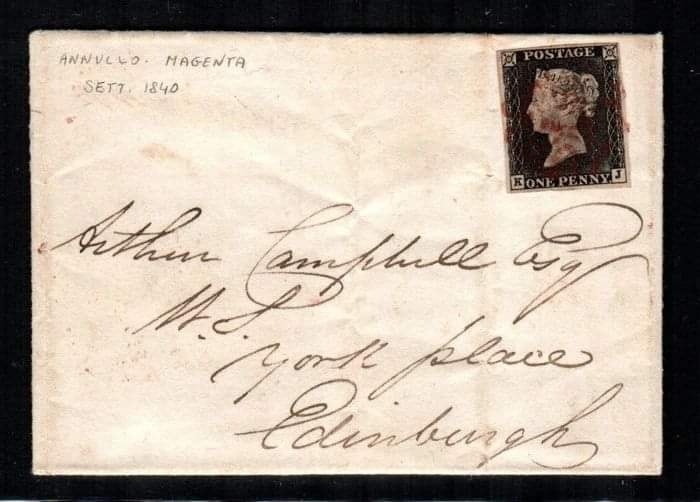 ANNULLO. MAGENTA
SETT. 1840
POSTAGE
K ONE PENNY J
Arthur Campbell Esq
W.S.
York place
Edinburgh